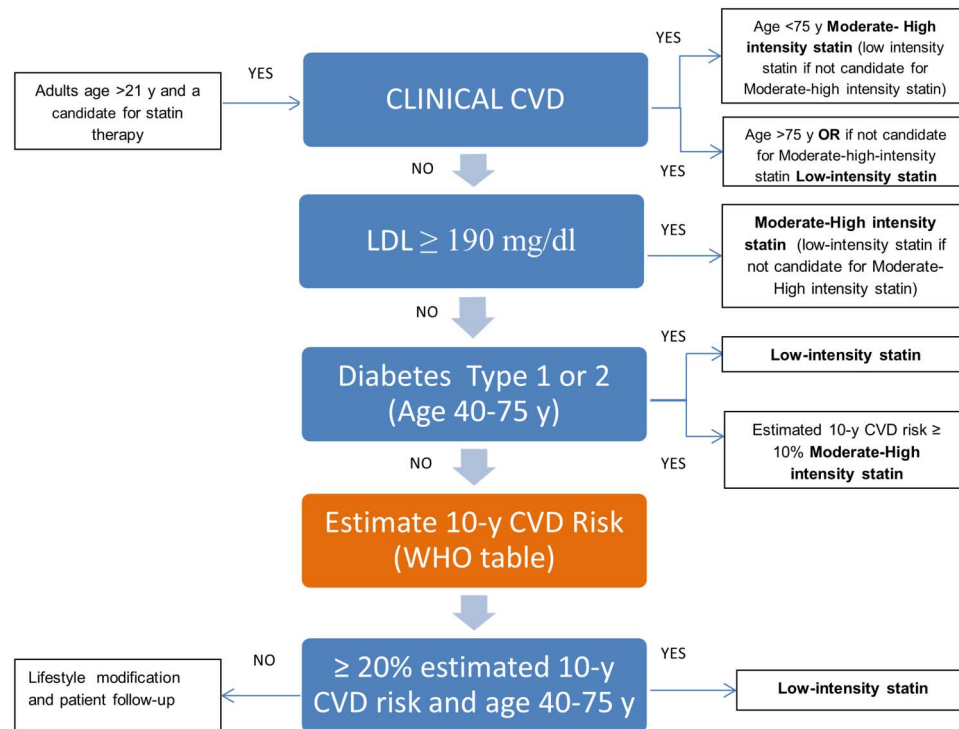 Adults age >21 y and a
candidate for statin
therapy
YES
CLINICAL CVD
YES
Age <75 y Moderate- High
intensity statin (low intensity
statin if not candidate for
Moderate-high intensity statin)
YES
Age >75 y OR if not candidate
for Moderate-high-intensity
statin Low-intensity statin
NO
LDL ≥ 190 mg/dl
YES
Moderate-High intensity
statin (low-intensity statin if
not candidate for Moderate-
High intensity statin)
NO
Diabetes Type 1 or 2
(Age 40-75 y)
YES
Low-intensity statin
YES
Estimated 10-y CVD risk ≥
10% Moderate-High
intensity statin
NO
Estimate 10-y CVD Risk
(WHO table)
≥ 20% estimated 10-y
CVD risk and age 40-75 y
NO
Lifestyle modification
and patient follow-up
YES
Low-intensity statin